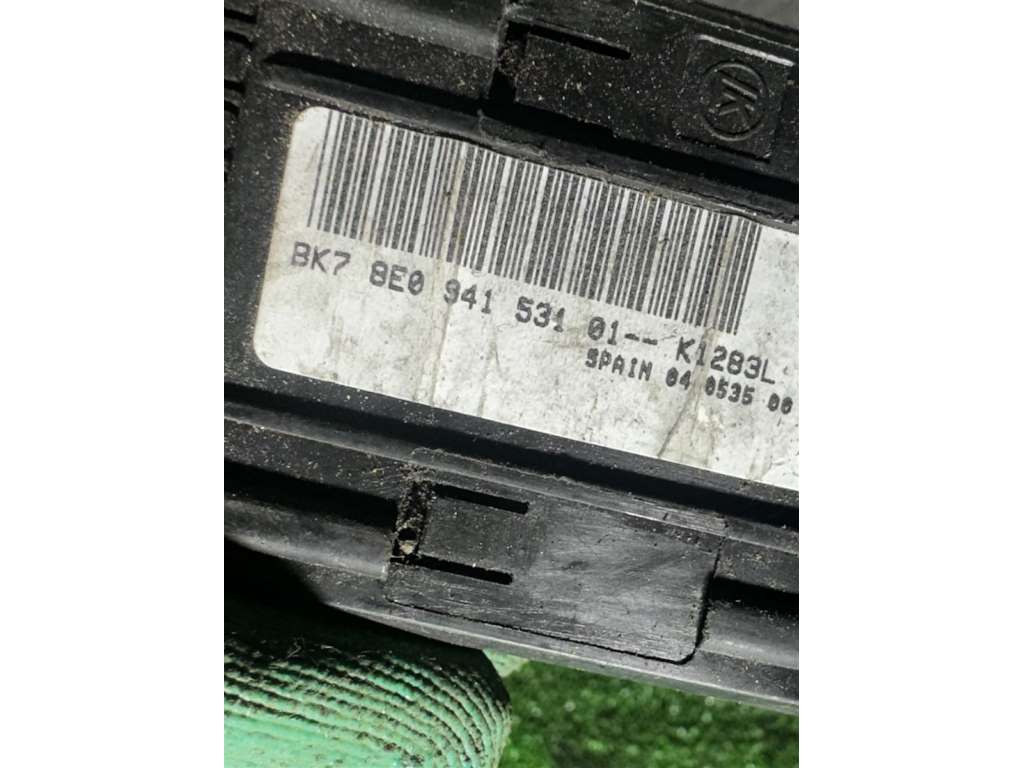 BK7 8E0 941 531 01-- K1283L.
SPAIN 04 0535 00